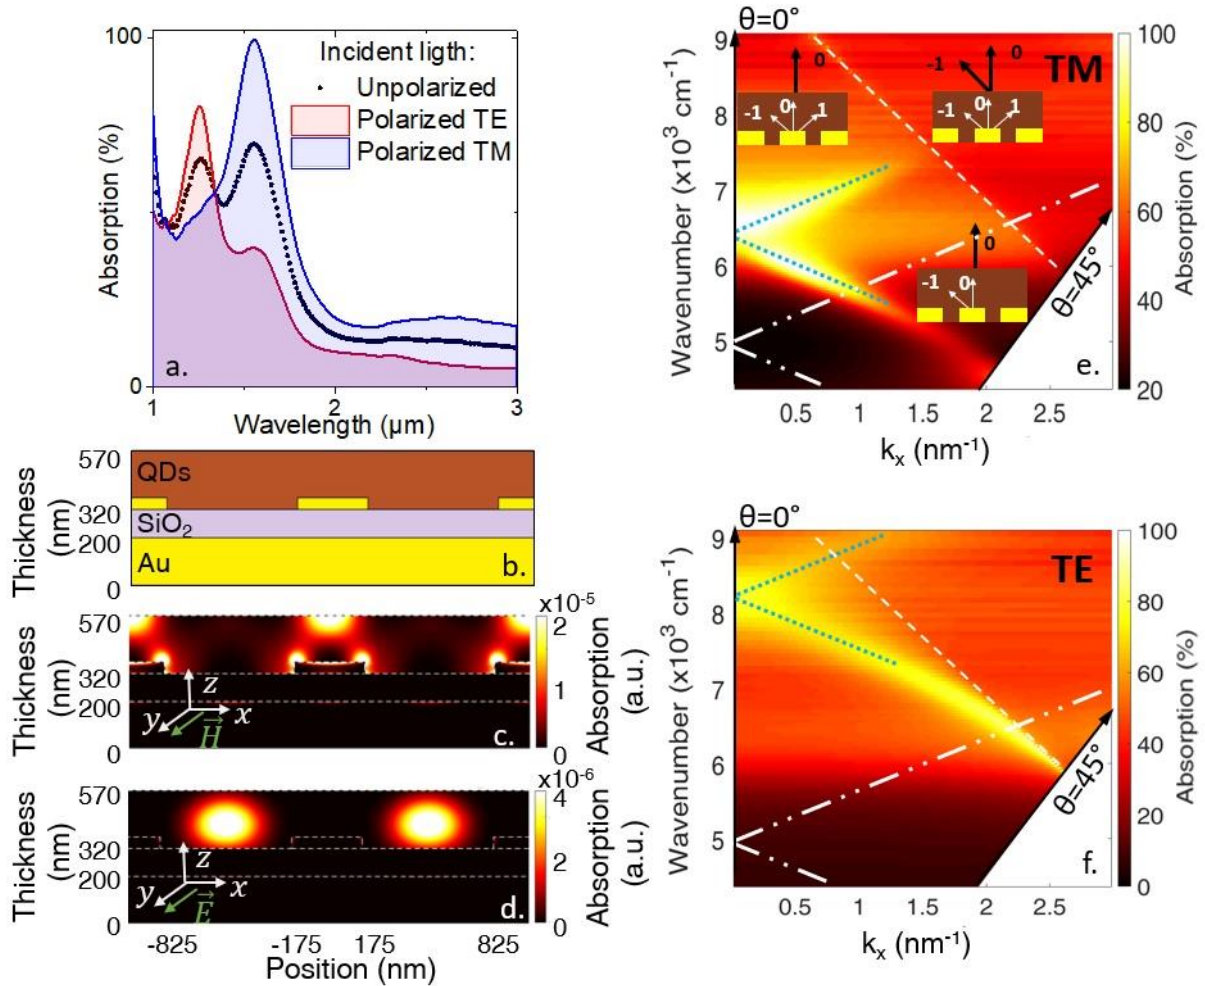 100
Absorption (%)
0
Incident ligth:
Unpolarized
Polarized TE
Polarized TM
a.
1
2
3
Wavelength (µm)
Thickness
(nm)
570
320
200
0
QDs
SiO2
Au
b.
Thickness
(nm)
570
320
200
0
z
y
x
H
c.
x10-5
2
1
0
Absorption
(a.u.)
Thickness
(nm)
570
320
200
0
z
y
x
E
d.
x10-6
4
2
0
Absorption
(a.u.)
-825
-175
175
825
Position (nm)
θ=0°
Wavenumber (x10³ cm⁻¹)
9
8
7
6
5
0
-1
0
1
-1
0
-1
0
1
TM
0
-1
0
θ=45°
e.
0.5
1
1.5
2
2.5
kx (nm⁻¹)
100
80
60
40
20
Absorption (%)
θ=0°
Wavenumber (x10³ cm⁻¹)
9
8
7
6
5
TE
θ=45°
f.
0.5
1
1.5
2
2.5
kx (nm⁻¹)
100
80
60
40
20
0
Absorption (%)